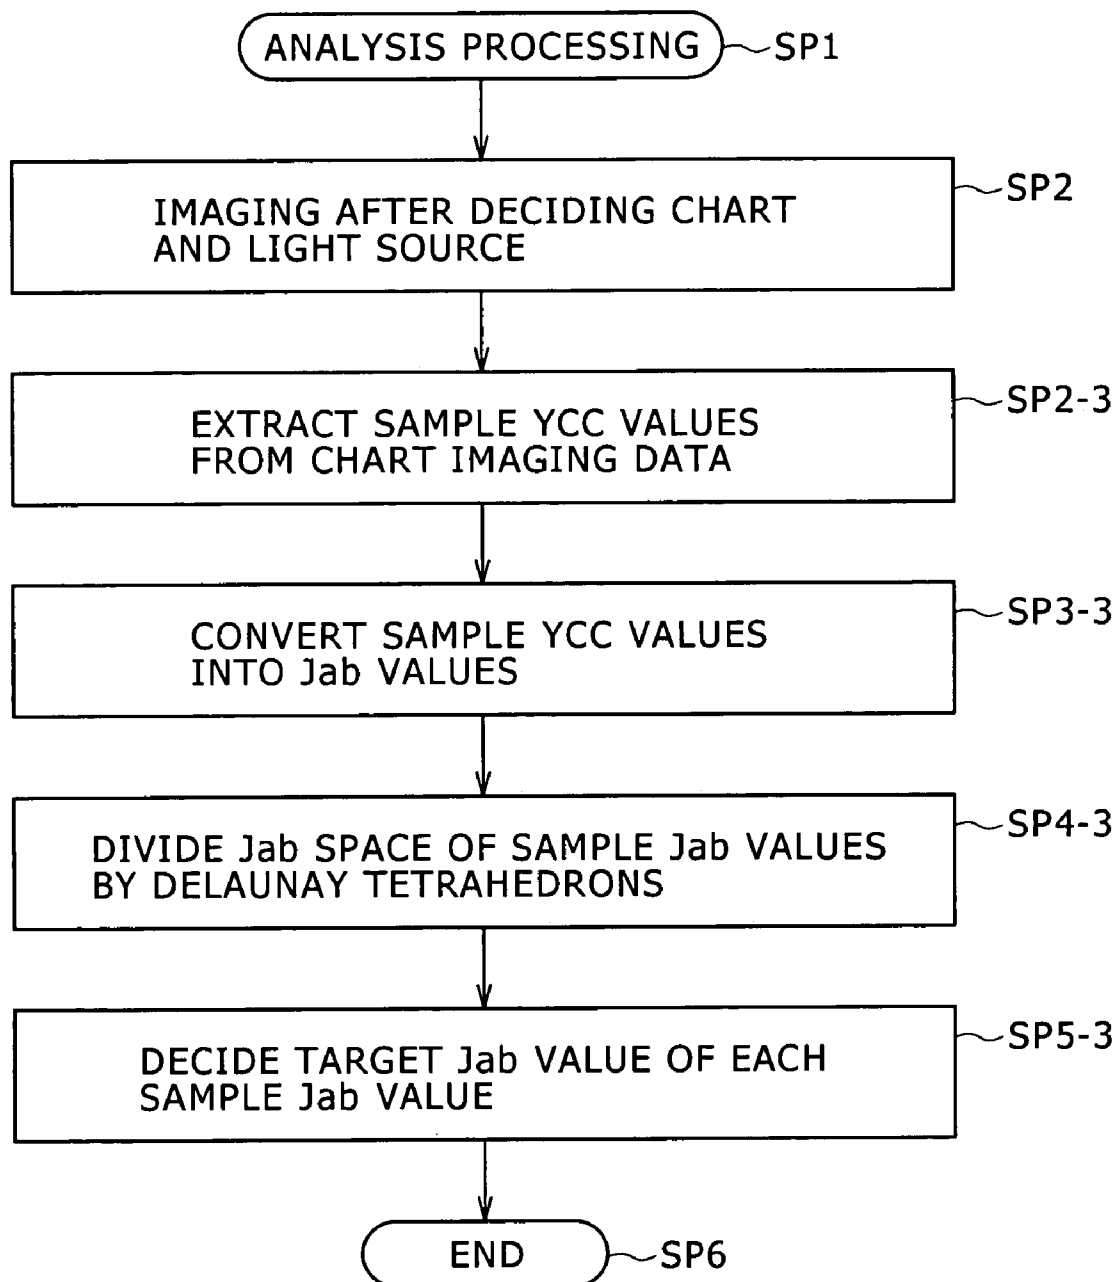 ANALYSIS PROCESSING
SP1
IMAGING AFTER DECIDING CHART
AND LIGHT SOURCE
SP2
EXTRACT SAMPLE YCC VALUES
FROM CHART IMAGING DATA
SP2-3
CONVERT SAMPLE YCC VALUES
INTO Jab VALUES
SP3-3
DIVIDE Jab SPACE OF SAMPLE Jab VALUES
BY DELAUNAY TETRAHEDRONS
SP4-3
DECIDE TARGET Jab VALUE OF EACH
SAMPLE Jab VALUE
SP5-3
END
SP6